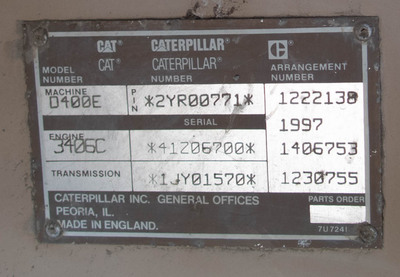 CAT® CATERPILLAR® C®
MODEL CAT® CATERPILLAR® ARRANGEMENT
NUMBER NUMBER NUMBER
MACHINE
D400E PIN *2YR00771* 1222138
SERIAL 1997
ENGINE
3406C *41Z06700* 1406753
TRANSMISSION *1JY01570* 1230755
CATERPILLAR INC. GENERAL OFFICES PARTS ORDER
PEORIA, IL.
MADE IN ENGLAND. 7U7241